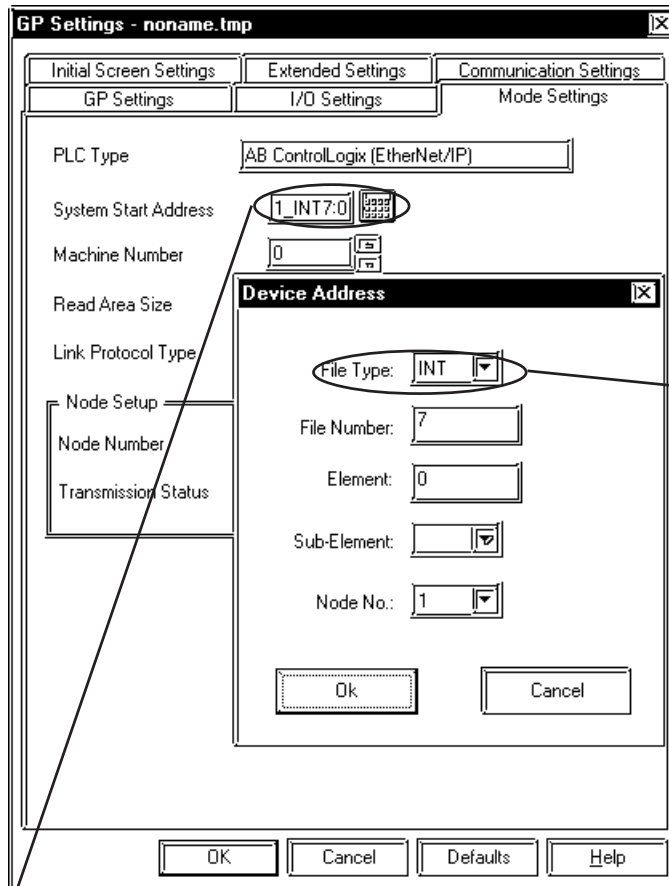 GP Settings - noname.tmp
Initial Screen Settings
Extended Settings
Communication Settings
GP Settings
I/O Settings
Mode Settings
PLC Type
AB ControlLogix (EtherNet/IP)
System Start Address
1_INT7:0
Machine Number
0
Read Area Size
Link Protocol Type
Node Setup
Node Number
Transmission Status
Device Address
File Type: INT
File Number: 7
Element: 0
Sub-Element:
Node No.: 1
Ok
Cancel
OK
Cancel
Defaults
Help